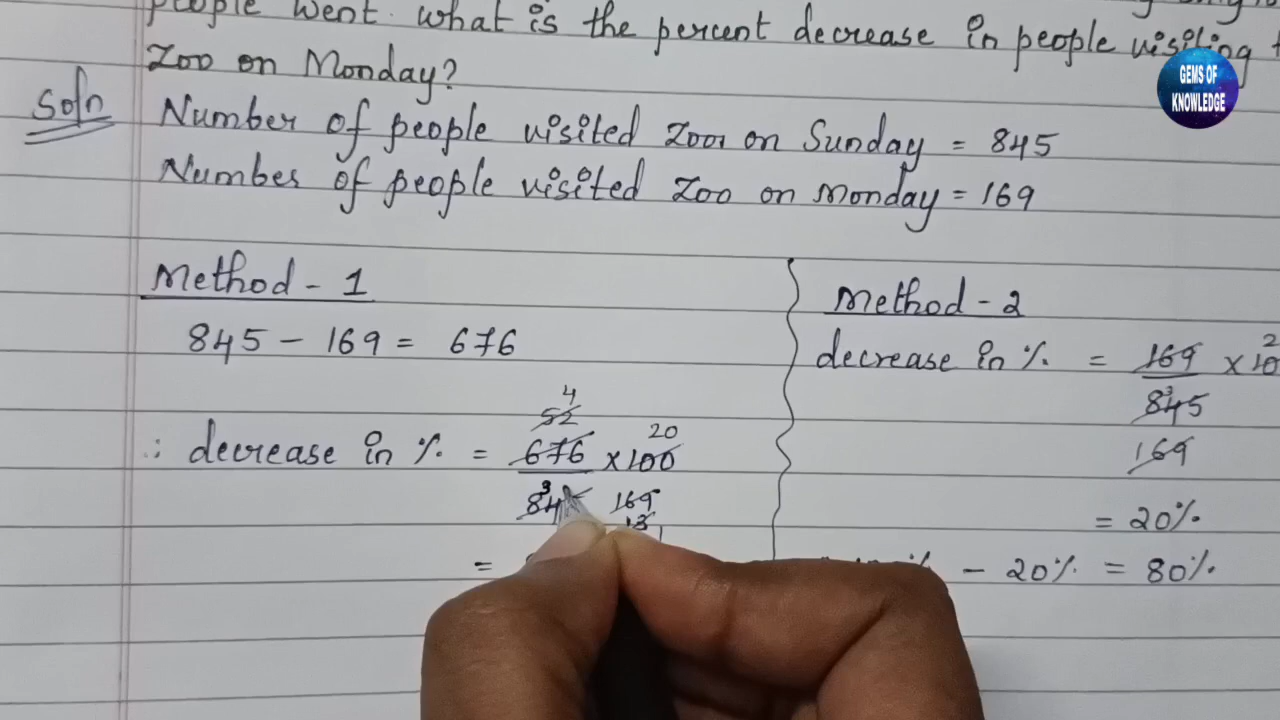 people went. what is the percent decrease in people visiting
Zoo on Monday?
Soln
Number of people visited Zoo on Sunday = 845
Number of people visited Zoo on Monday = 169
Method - 1
845 - 169 = 676
4
52
20
∴ decrease in % = 676 × 100
169
13
=
Method - 2
2
decrease in % = 169 × 10
845
169
= 20%
- 20% = 80%
GEMS OF
KNOWLEDGE